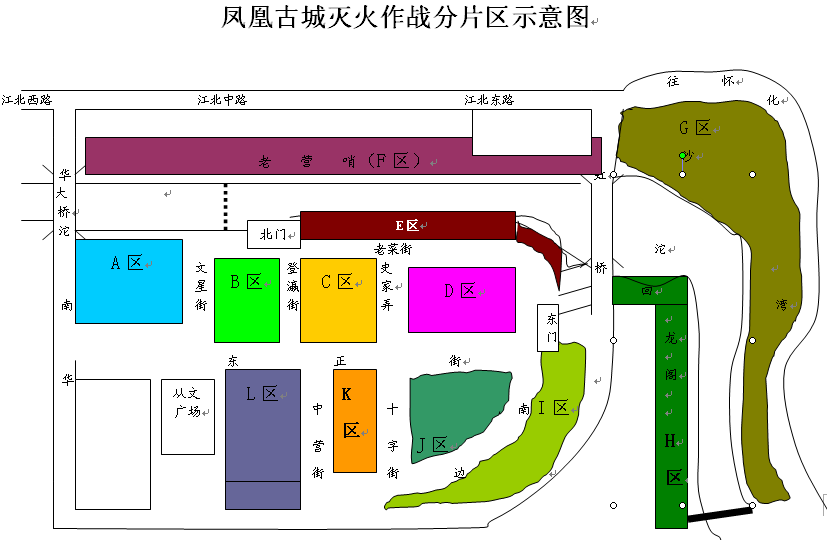 凤凰古城灭火作战分片区示意图
往 怀
化
江北西路 江北中路 江北东路
G区
沙
老 营 哨（F区）
华
大
桥
沱
虹
桥
E区
北门
老菜街
沱
A区
文
星
街
B区
登
瀛
街
C区
史
家
弄
D区
回
龙
阁
H
区
湾
南
华
东
门
东 正 街
从文
广场
L区
K
区
中
营
街
十
字
街
J区
南
边
I区